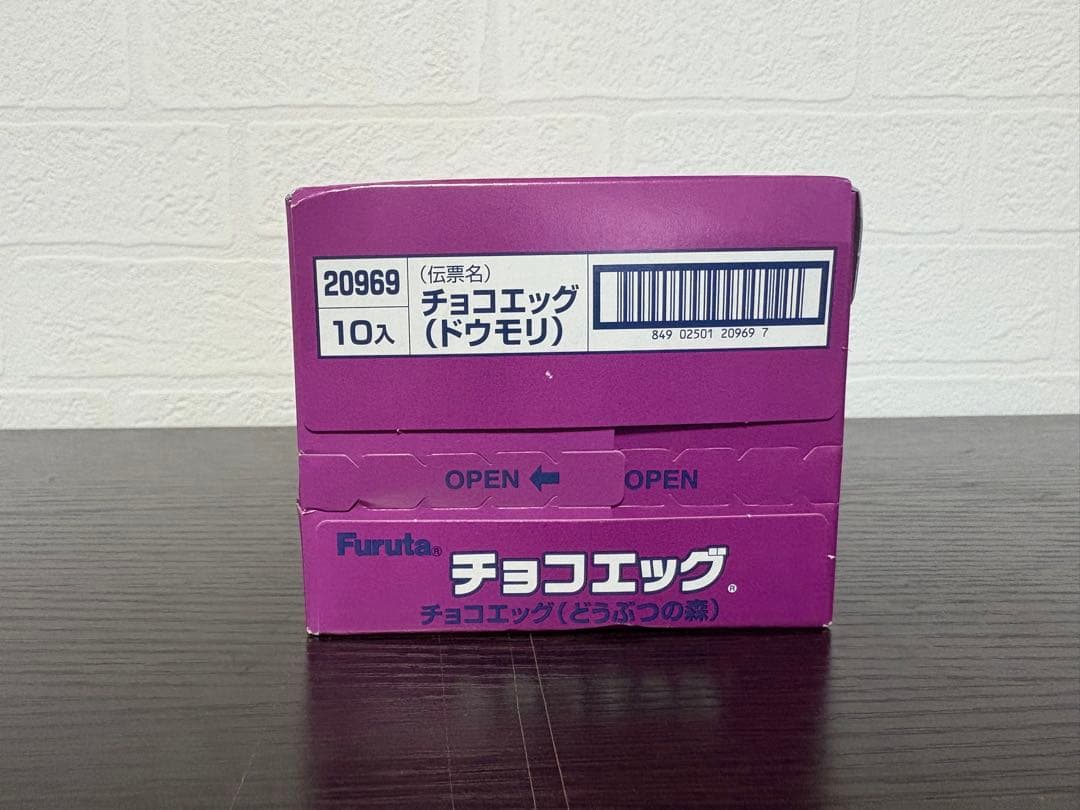 20969
10入
(伝票名)
チョコエッグ
(ドウモリ)
849 02501 20969 7
OPEN ← OPEN
Furuta®
チョコエッグ®
チョコエッグ(どうぶつの森)